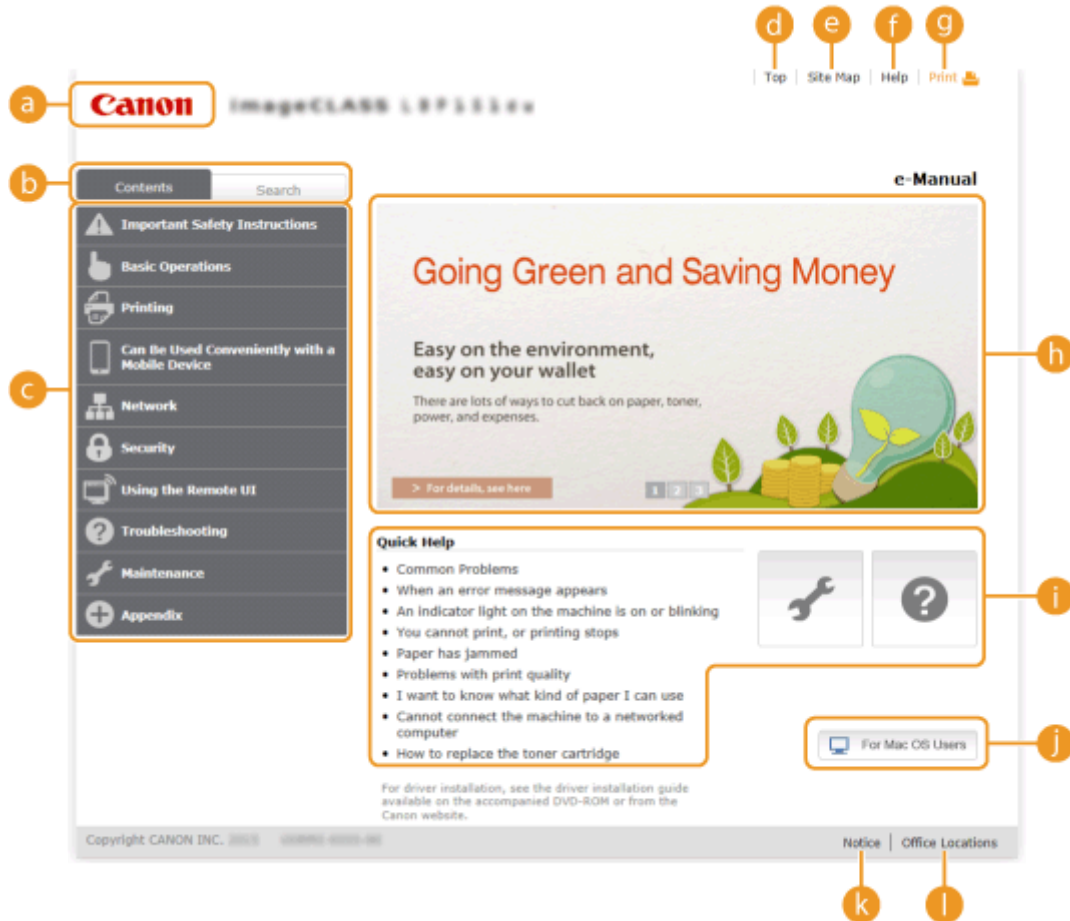 d
e
f
g
Top | Site Map | Help | Print
a
Canon
b
Contents
Search
e-Manual
c
Important Safety Instructions
Basic Operations
Printing
Can Be Used Conveniently with a
Mobile Device
Network
Security
Using the Remote UI
Troubleshooting
Maintenance
Appendix
Going Green and Saving Money
Easy on the environment,
easy on your wallet
There are lots of ways to cut back on paper, toner,
power, and expenses.
> For details, see here
1 2 3
h
Quick Help
• Common Problems
• When an error message appears
• An indicator light on the machine is on or blinking
• You cannot print, or printing stops
• Paper has jammed
• Problems with print quality
• I want to know what kind of paper I can use
• Cannot connect the machine to a networked
computer
• How to replace the toner cartridge
i
For Mac OS Users
j
For driver installation, see the driver installation guide
available on the accompanied DVD-ROM or from the
Canon website.
Copyright CANON INC.
Notice | Office Locations
k
l